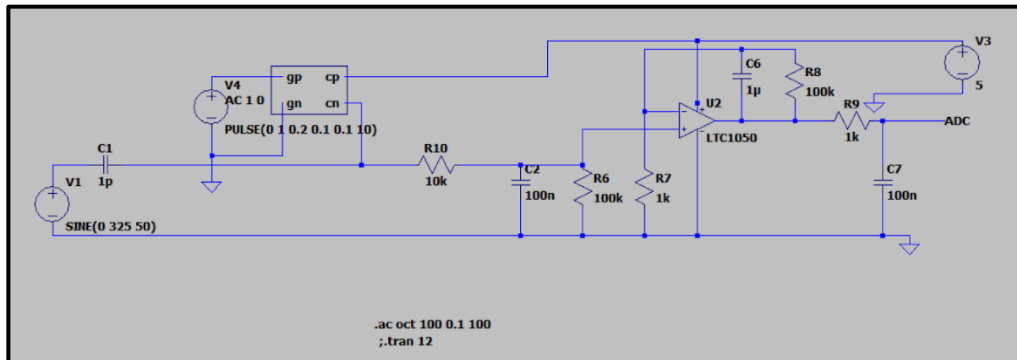 V3
5
V4
AC 1 0
PULSE(0 1 0.2 0.1 0.1 10)
gp
cp
gn
cn
C6
1µ
R8
100k
U2
LTC1050
R9
1k
ADC
C1
1p
R10
10k
C2
100n
R6
100k
R7
1k
C7
100n
V1
SINE(0 325 50)
.ac oct 100 0.1 100
;.tran 12